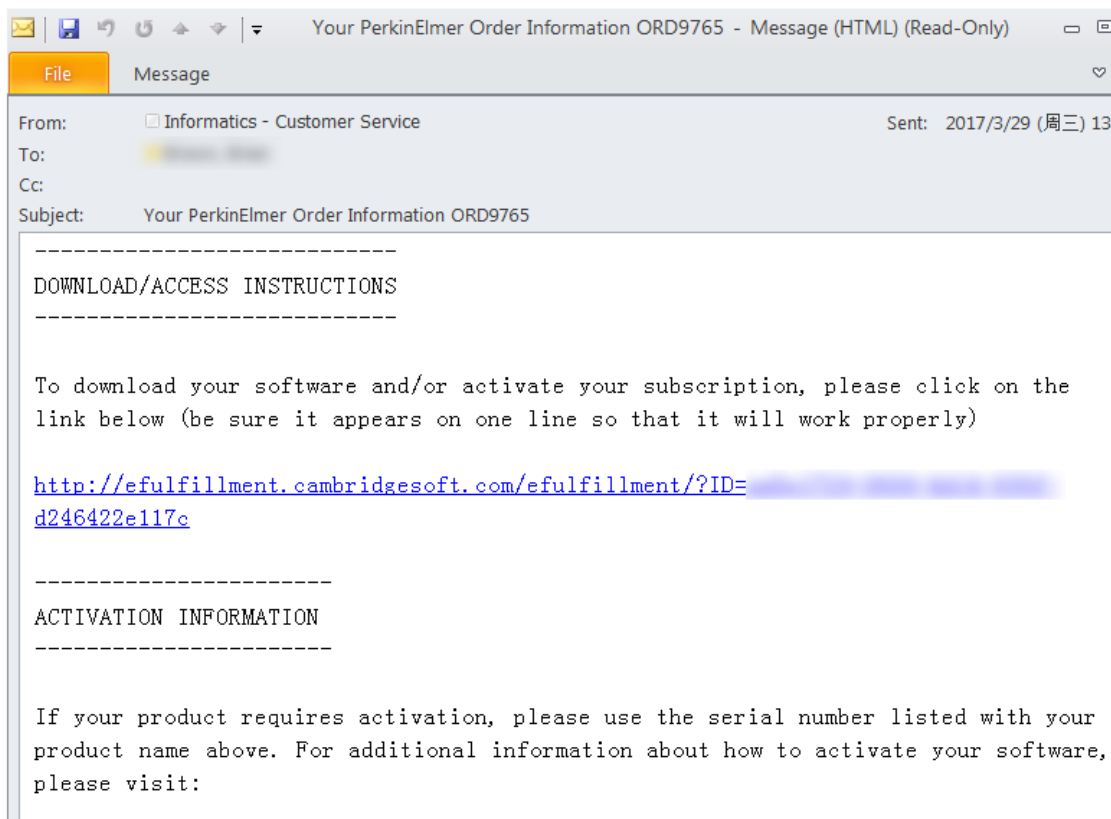 Your PerkinElmer Order Information ORD9765 - Message (HTML) (Read-Only)
File Message
From: Informatics - Customer Service Sent: 2017/3/29 (周三) 13
To:
Cc:
Subject: Your PerkinElmer Order Information ORD9765
----------------------------
DOWNLOAD/ACCESS INSTRUCTIONS
----------------------------
To download your software and/or activate your subscription, please click on the
link below (be sure it appears on one line so that it will work properly)
http://efulfillment.cambridgesoft.com/efulfillment/?ID=
d246422e117c
-----------------------
ACTIVATION INFORMATION
-----------------------
If your product requires activation, please use the serial number listed with your
product name above. For additional information about how to activate your software,
please visit: